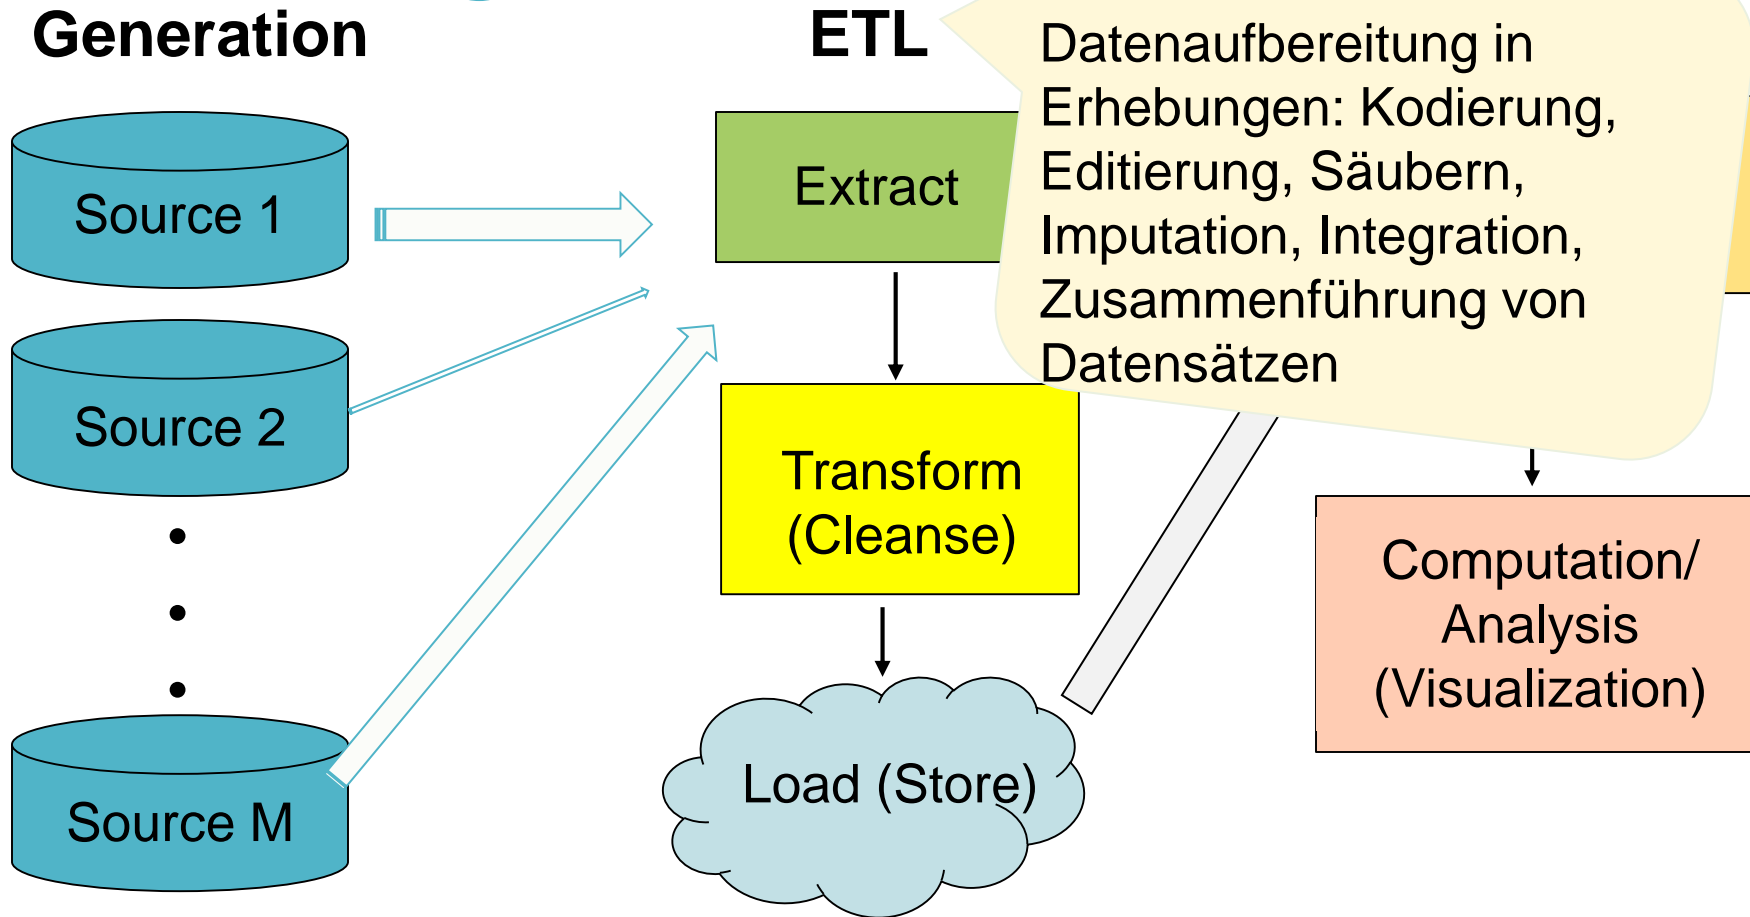 Generation
Source 1
Source 2
Source M
ETL
Extract
Transform
(Cleanse)
Load (Store)
Datenaufbereitung in
Erhebungen: Kodierung,
Editierung, Säubern,
Imputation, Integration,
Zusammenführung von
Datensätzen
Computation/
Analysis
(Visualization)